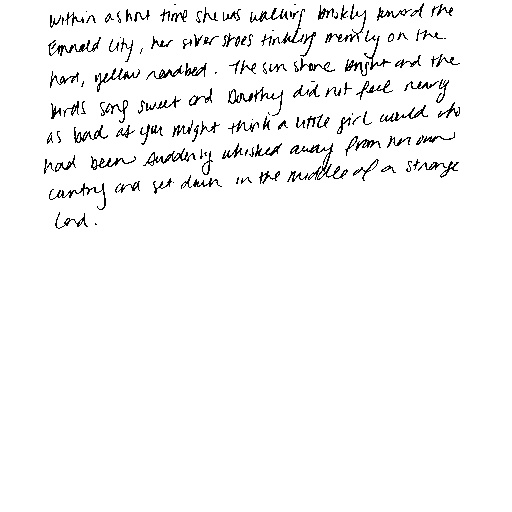 Within a short time she was walking briskly toward the
Emerald City, her silver shoes tinkling merrily on the
hard, yellow roadbed. The sun shone bright and the
birds sang sweet and Dorothy did not feel nearly
as bad as you might think a little girl would who
had been suddenly whisked away from her own
country and set down in the middle of a strange
land.